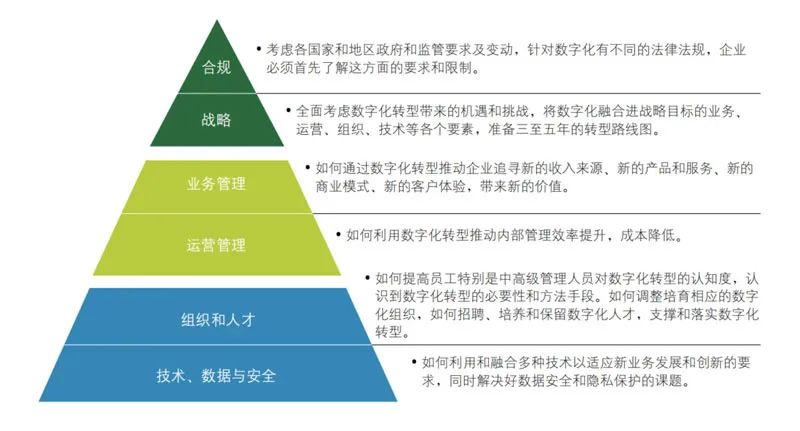 合规
• 考虑各国家和地区政府和监管要求及变动，针对数字化有不同的法律法规，企业
必须首先了解这方面的要求和限制。
战略
• 全面考虑数字化转型带来的机遇和挑战，将数字化融合进战略目标的业务、
运营、组织、技术等各个要素，准备三至五年的转型路线图。
业务管理
• 如何通过数字化转型推动企业追寻新的收入来源、新的产品和服务、新的
商业模式、新的客户体验，带来新的价值。
运营管理
• 如何利用数字化转型推动内部管理效率提升，成本降低。
组织和人才
• 如何提高员工特别是中高级管理人员对数字化转型的认知度，认
识到数字化转型的必要性和方法手段。如何调整培育相应的数字
化组织，如何招聘、培养和保留数字化人才，支撑和落实数字化
转型。
技术、数据与安全
• 如何利用和融合多种技术以适应新业务发展和创新的要
求，同时解决好数据安全和隐私保护的课题。